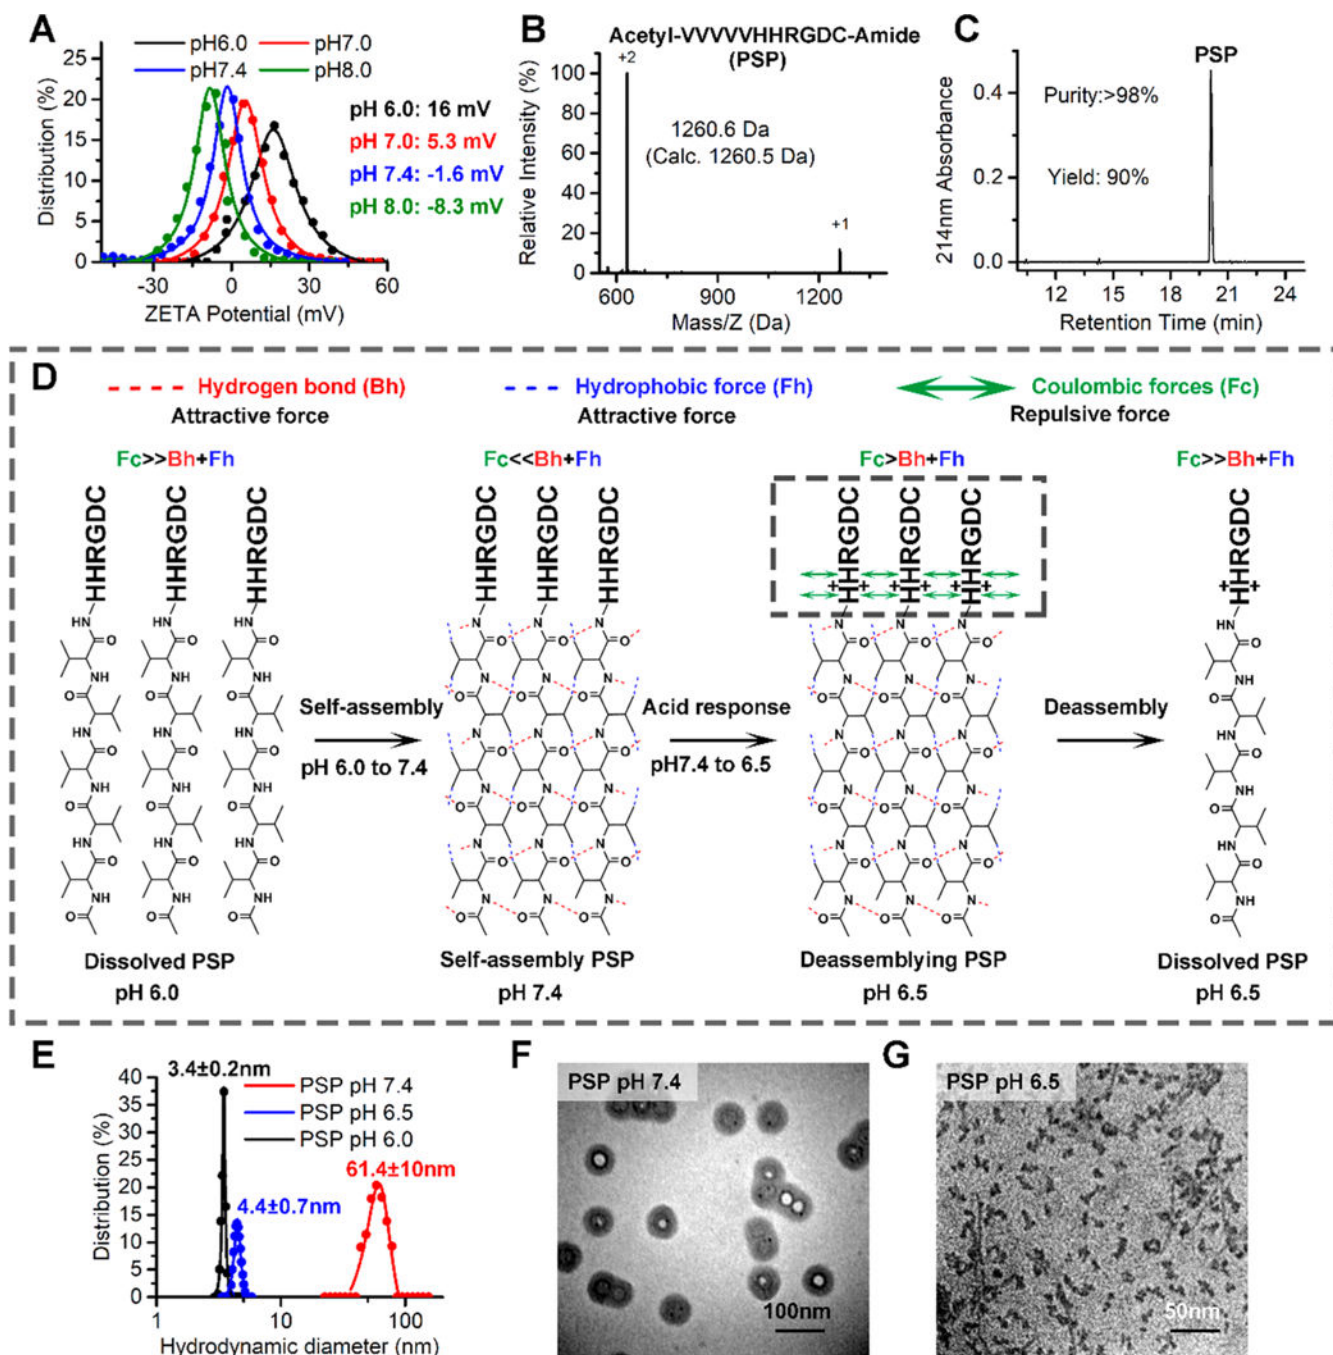 A
pH6.0
pH7.0
pH7.4
pH8.0
25
20
15
10
5
0
Distribution (%)
pH 6.0: 16 mV
pH 7.0: 5.3 mV
pH 7.4: -1.6 mV
pH 8.0: -8.3 mV
-30
0
30
60
ZETA Potential (mV)
B
Acetyl-VVVVVHHRGDC-Amide
(PSP)
+2
100
80
60
40
20
0
Relative Intensity (%)
1260.6 Da
(Calc. 1260.5 Da)
+1
600
900
1200
Mass/Z (Da)
C
PSP
0.4
0.2
0.0
214nm Absorbance
Purity:>98%
Yield: 90%
12
15
18
21
24
Retention Time (min)
D
Hydrogen bond (Bh)
Attractive force
Hydrophobic force (Fh)
Attractive force
Coulombic forces (Fc)
Repulsive force
Fc>>Bh+Fh
Fc<<Bh+Fh
Fc>Bh+Fh
Fc>>Bh+Fh
HHRGDC
HHRGDC
HHRGDC
HHRGDC
HHRGDC
HHRGDC
HHRGDC
HHRGDC
HHRGDC
HHRGDC
Self-assembly
pH 6.0 to 7.4
Acid response
pH7.4 to 6.5
Deassembly
Dissolved PSP
pH 6.0
Self-assembly PSP
pH 7.4
Deassembling PSP
pH 6.5
Dissolved PSP
pH 6.5
E
3.4±0.2nm
PSP pH 7.4
PSP pH 6.5
PSP pH 6.0
61.4±10nm
4.4±0.7nm
40
35
30
25
20
15
10
5
0
Distribution (%)
1
10
100
Hydrodynamic diameter (nm)
F
PSP pH 7.4
100nm
G
PSP pH 6.5
50nm